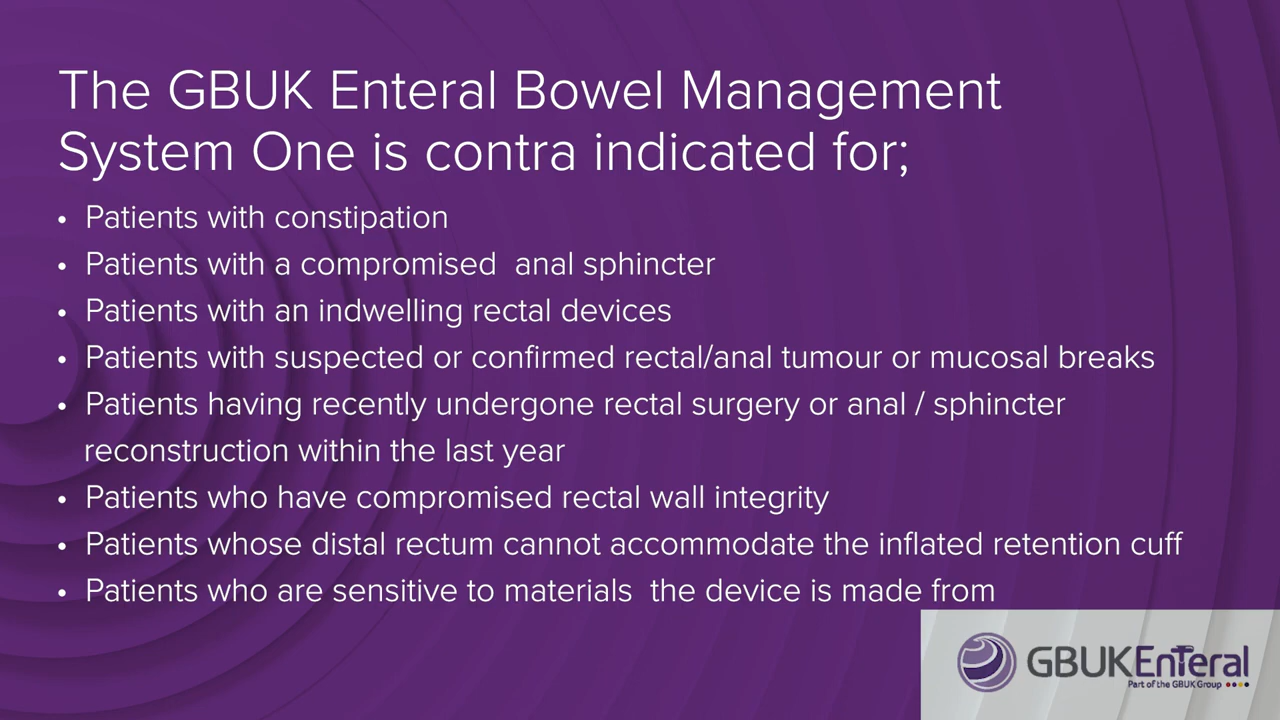 The GBUK Enteral Bowel Management
System One is contra indicated for;
• Patients with constipation
• Patients with a compromised  anal sphincter
• Patients with an indwelling rectal devices
• Patients with suspected or confirmed rectal/anal tumour or mucosal breaks
• Patients having recently undergone rectal surgery or anal / sphincter
reconstruction within the last year
• Patients who have compromised rectal wall integrity
• Patients whose distal rectum cannot accommodate the inflated retention cuff
• Patients who are sensitive to materials  the device is made from
GBUKEnteral
Part of the GBUK Group